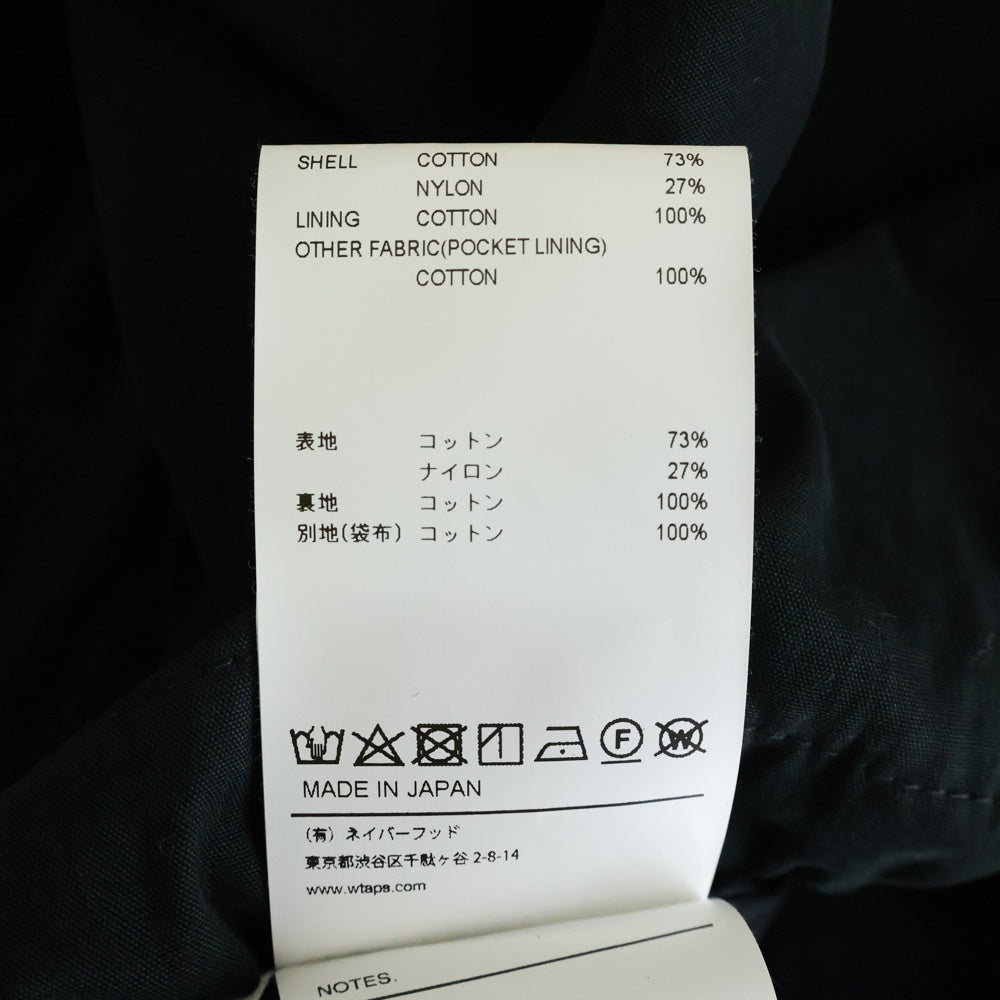 SHELL COTTON 73%
NYLON 27%
LINING COTTON 100%
OTHER FABRIC(POCKET LINING)
COTTON 100%
表地 コットン 73%
ナイロン 27%
裏地 コットン 100%
別地(袋布) コットン 100%
F W
MADE IN JAPAN
(有) ネイバーフッド
東京都渋谷区千駄ヶ谷 2-8-14
www.wtaps.com
NOTES.